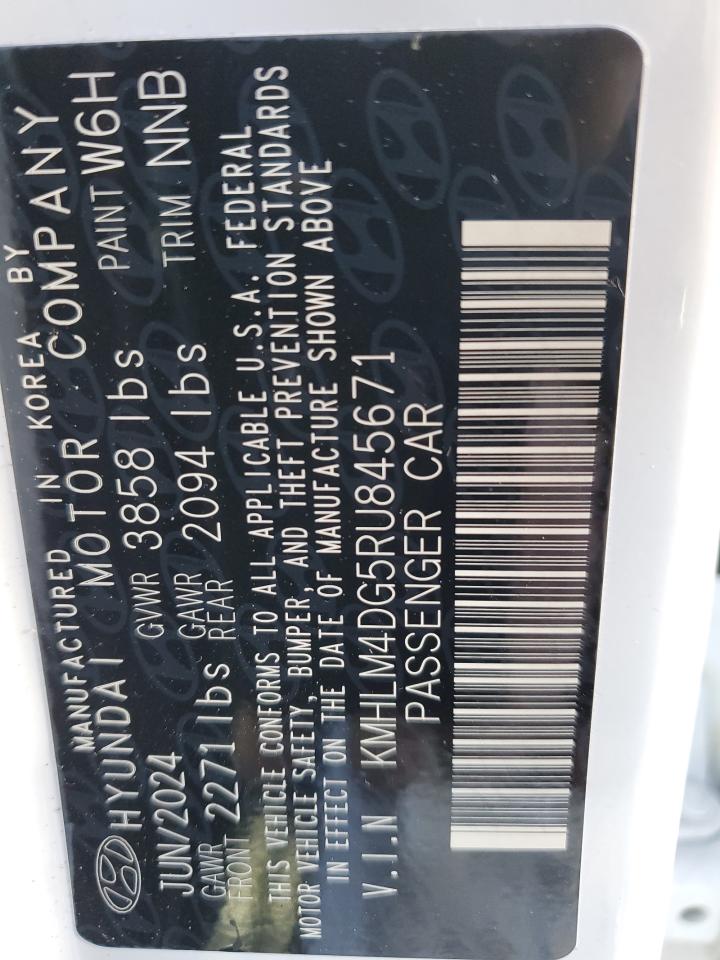 MANUFACTURED IN KOREA BY
HYUNDAI MOTOR COMPANY
JUN/2024 GVWR 3858 lbs PAINT W6H
GAWR FRONT 2271 lbs GAWR REAR 2094 lbs TRIM NNB
THIS VEHICLE CONFORMS TO ALL APPLICABLE U.S.A. FEDERAL
MOTOR VEHICLE SAFETY, BUMPER, AND THEFT PREVENTION STANDARDS
IN EFFECT ON THE DATE OF MANUFACTURE SHOWN ABOVE
V.I.N KMHLM4DG5RU845671
PASSENGER CAR